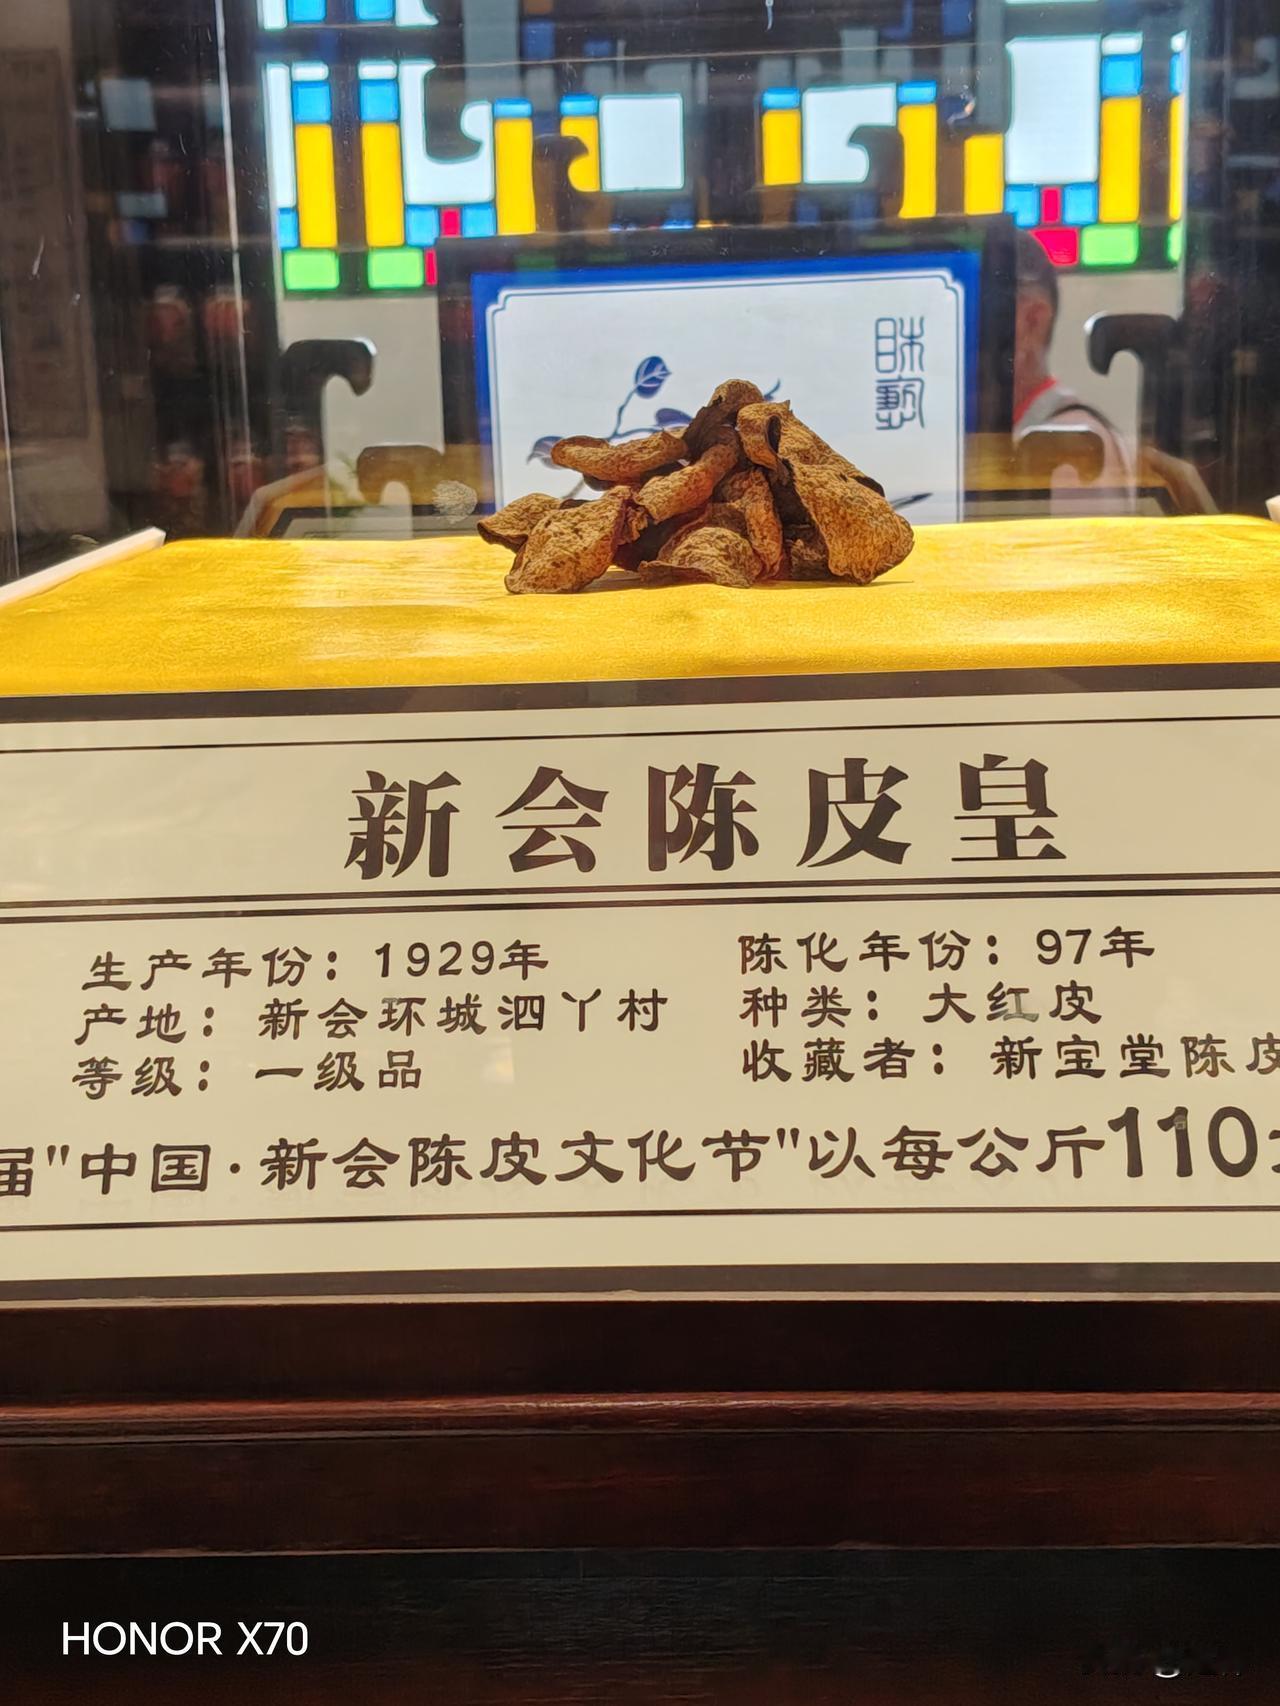 新会陈皮皇
生产年份：1929年
陈化年份：97年
产地：新会环城泗丫村
种类：大红皮
等级：一级品
收藏者：新宝堂陈皮
届"中国·新会陈皮文化节"以每公斤110
HONOR X70